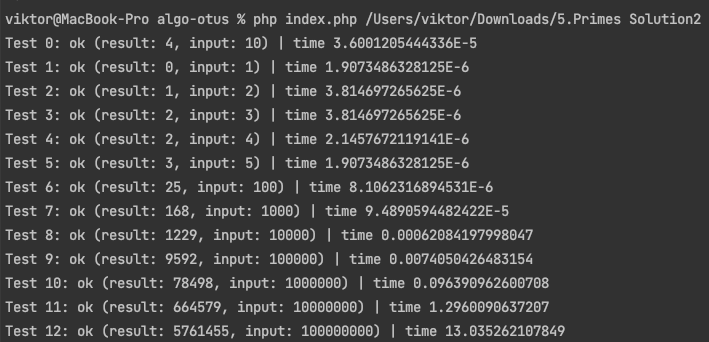 viktor@MacBook-Pro algo-otus % php index.php /Users/viktor/Downloads/5.Primes Solution2
Test 0: ok (result: 4, input: 10) | time 3.6001205444336E-5
Test 1: ok (result: 0, input: 1) | time 1.9073486328125E-6
Test 2: ok (result: 1, input: 2) | time 3.814697265625E-6
Test 3: ok (result: 2, input: 3) | time 3.814697265625E-6
Test 4: ok (result: 2, input: 4) | time 2.1457672119141E-6
Test 5: ok (result: 3, input: 5) | time 1.9073486328125E-6
Test 6: ok (result: 25, input: 100) | time 8.1062316894531E-6
Test 7: ok (result: 168, input: 1000) | time 9.4890594482422E-5
Test 8: ok (result: 1229, input: 10000) | time 0.00062084197998047
Test 9: ok (result: 9592, input: 100000) | time 0.0074050426483154
Test 10: ok (result: 78498, input: 1000000) | time 0.096390962600708
Test 11: ok (result: 664579, input: 10000000) | time 1.2960090637207
Test 12: ok (result: 5761455, input: 100000000) | time 13.035262107849